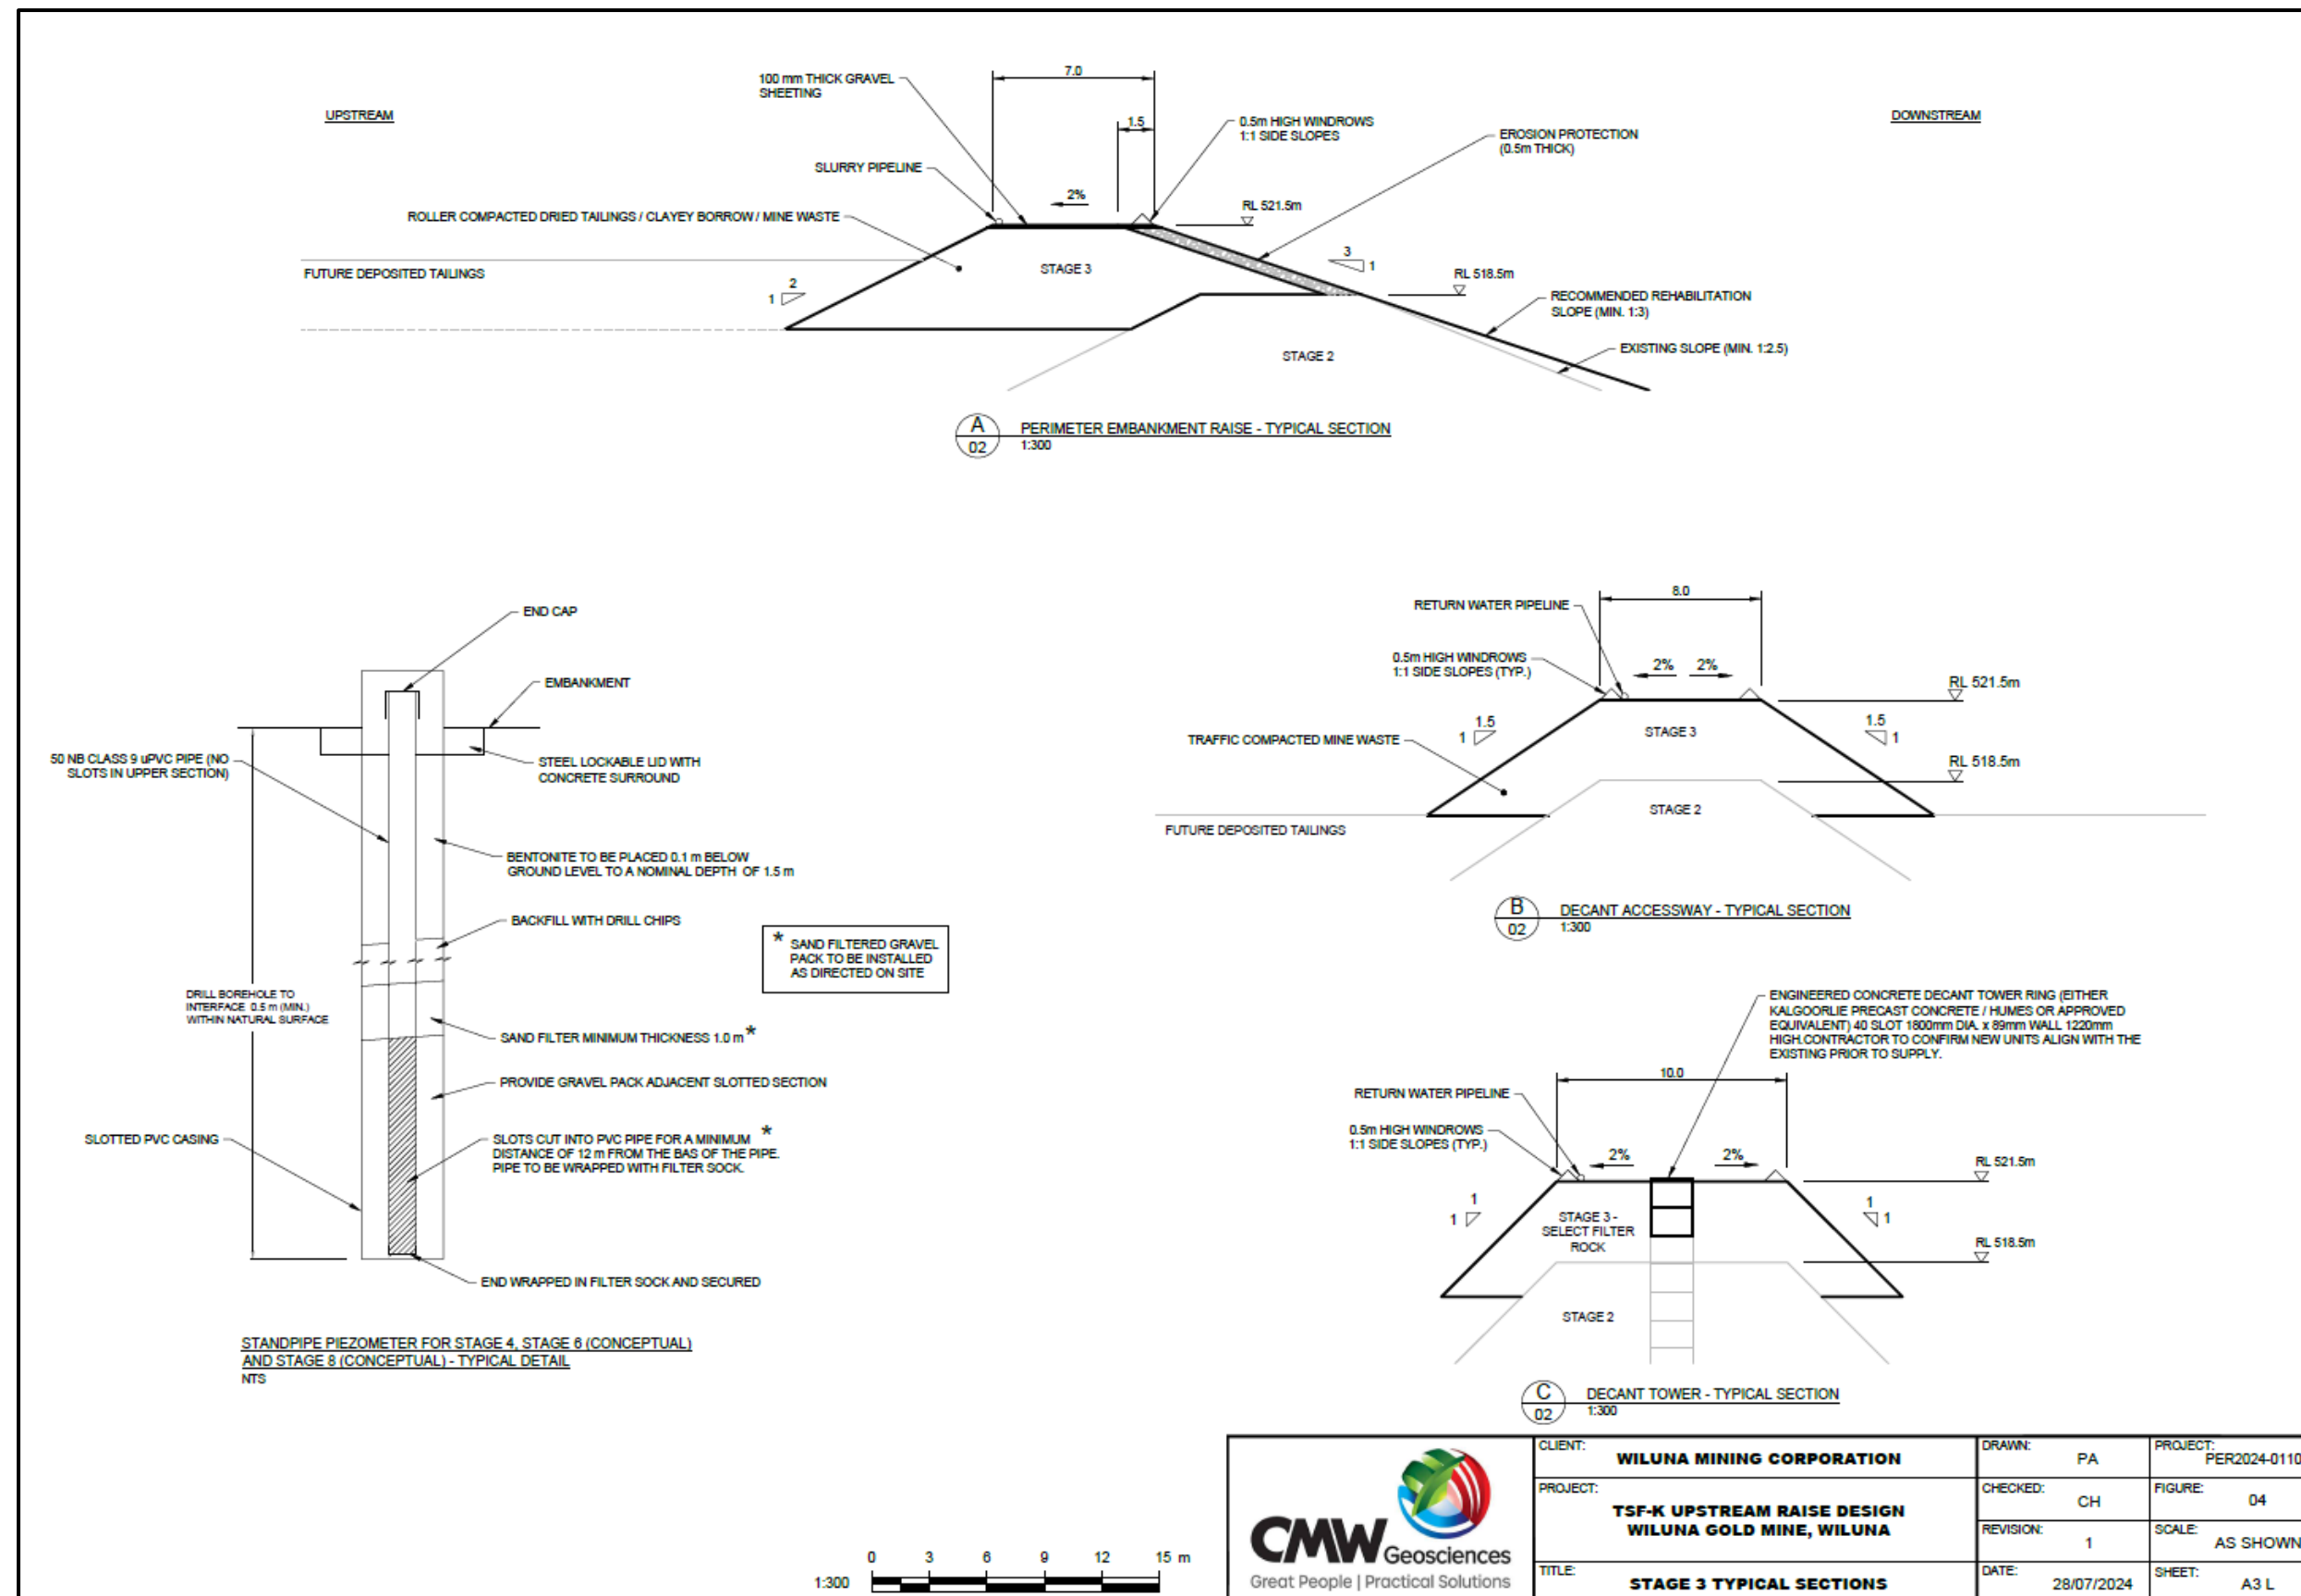 UPSTREAM
DOWNSTREAM
100 mm THICK GRAVEL
SHEETING
7.0
1.5
0.5m HIGH WINDROWS
1:1 SIDE SLOPES
EROSION PROTECTION
(0.5m THICK)
SLURRY PIPELINE
2%
RL 521.5m
ROLLER COMPACTED DRIED TAILINGS / CLAYEY BORROW / MINE WASTE
FUTURE DEPOSITED TAILINGS
STAGE 3
3
1
RL 518.5m
2
1
RECOMMENDED REHABILITATION
SLOPE (MIN. 1:3)
EXISTING SLOPE (MIN. 1:2.5)
STAGE 2
A
02
PERIMETER EMBANKMENT RAISE - TYPICAL SECTION
1:300
END CAP
EMBANKMENT
50 NB CLASS 9 uPVC PIPE (NO
SLOTS IN UPPER SECTION)
STEEL LOCKABLE LID WITH
CONCRETE SURROUND
BENTONITE TO BE PLACED 0.1 m BELOW
GROUND LEVEL TO A NOMINAL DEPTH OF 1.5 m
BACKFILL WITH DRILL CHIPS
* SAND FILTERED GRAVEL
PACK TO BE INSTALLED
AS DIRECTED ON SITE
DRILL BOREHOLE TO
INTERFACE 0.5 m (MIN.)
WITHIN NATURAL SURFACE
SAND FILTER MINIMUM THICKNESS 1.0 m *
PROVIDE GRAVEL PACK ADJACENT SLOTTED SECTION
SLOTTED PVC CASING
SLOTS CUT INTO PVC PIPE FOR A MINIMUM *
DISTANCE OF 12 m FROM THE BAS OF THE PIPE.
PIPE TO BE WRAPPED WITH FILTER SOCK.
END WRAPPED IN FILTER SOCK AND SECURED
STANDPIPE PIEZOMETER FOR STAGE 4, STAGE 6 (CONCEPTUAL)
AND STAGE 8 (CONCEPTUAL) - TYPICAL DETAIL
NTS
8.0
RETURN WATER PIPELINE
0.5m HIGH WINDROWS
1:1 SIDE SLOPES (TYP.)
2% 2%
RL 521.5m
1.5
1
1.5
1
STAGE 3
TRAFFIC COMPACTED MINE WASTE
RL 518.5m
STAGE 2
FUTURE DEPOSITED TAILINGS
B
02
DECANT ACCESSWAY - TYPICAL SECTION
1:300
ENGINEERED CONCRETE DECANT TOWER RING (EITHER
KALGOORLIE PRECAST CONCRETE / HUMES OR APPROVED
EQUIVALENT) 40 SLOT 1800mm DIA. x 89mm WALL 1220mm
HIGH.CONTRACTOR TO CONFIRM NEW UNITS ALIGN WITH THE
EXISTING PRIOR TO SUPPLY.
10.0
RETURN WATER PIPELINE
0.5m HIGH WINDROWS
1:1 SIDE SLOPES (TYP.)
2% 2%
RL 521.5m
1
1
1
1
STAGE 3 -
SELECT FILTER
ROCK
RL 518.5m
STAGE 2
C
02
DECANT TOWER - TYPICAL SECTION
1:300
0 3 6 9 12 15 m
1:300
CMW Geosciences
Great People | Practical Solutions
CLIENT:
WILUNA MINING CORPORATION
PROJECT:
TSF-K UPSTREAM RAISE DESIGN
WILUNA GOLD MINE, WILUNA
TITLE:
STAGE 3 TYPICAL SECTIONS
DRAWN:
PA
PROJECT:
PER2024-0110
CHECKED:
CH
FIGURE:
04
REVISION:
1
SCALE:
AS SHOWN
DATE:
28/07/2024
SHEET:
A3 L